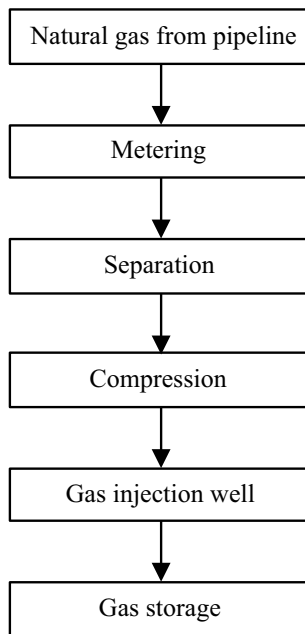 Natural gas from pipeline
Metering
Separation
Compression
Gas injection well
Gas storage